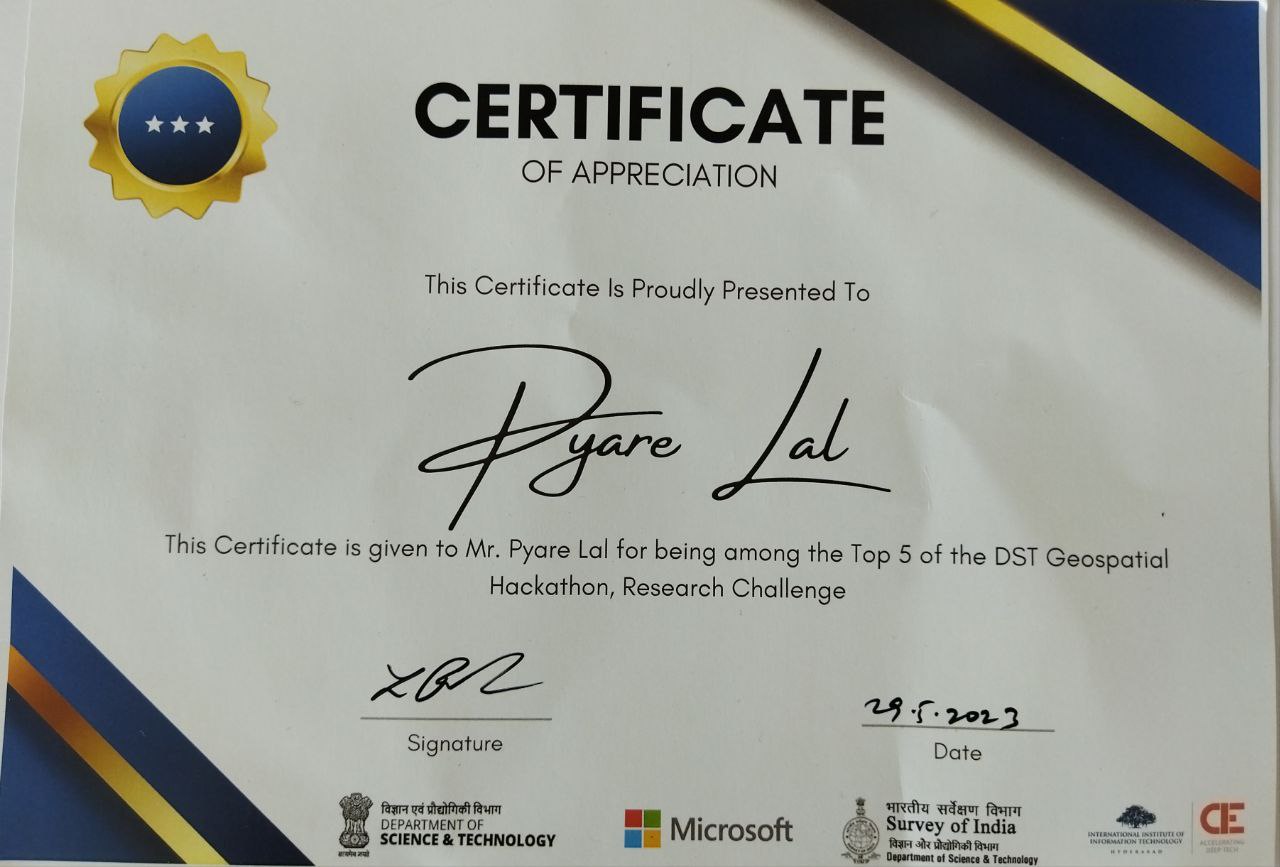 CERTIFICATE
OF APPRECIATION
This Certificate Is Proudly Presented To
Pyare Lal
This Certificate is given to Mr. Pyare Lal for being among the Top 5 of the DST Geospatial
Hackathon, Research Challenge
Signature
29.5.2023
Date
विज्ञान एवं प्रौद्योगिकी विभाग
DEPARTMENT OF
SCIENCE & TECHNOLOGY
सत्यमेव जयते
Microsoft
भारतीय सर्वेक्षण विभाग
Survey of India
विज्ञान और प्रौद्योगिकी विभाग
Department of Science & Technology
INTERNATIONAL INSTITUTE OF
INFORMATION TECHNOLOGY
HYDERABAD
CIE
ACCELERATING
DEEP TECH